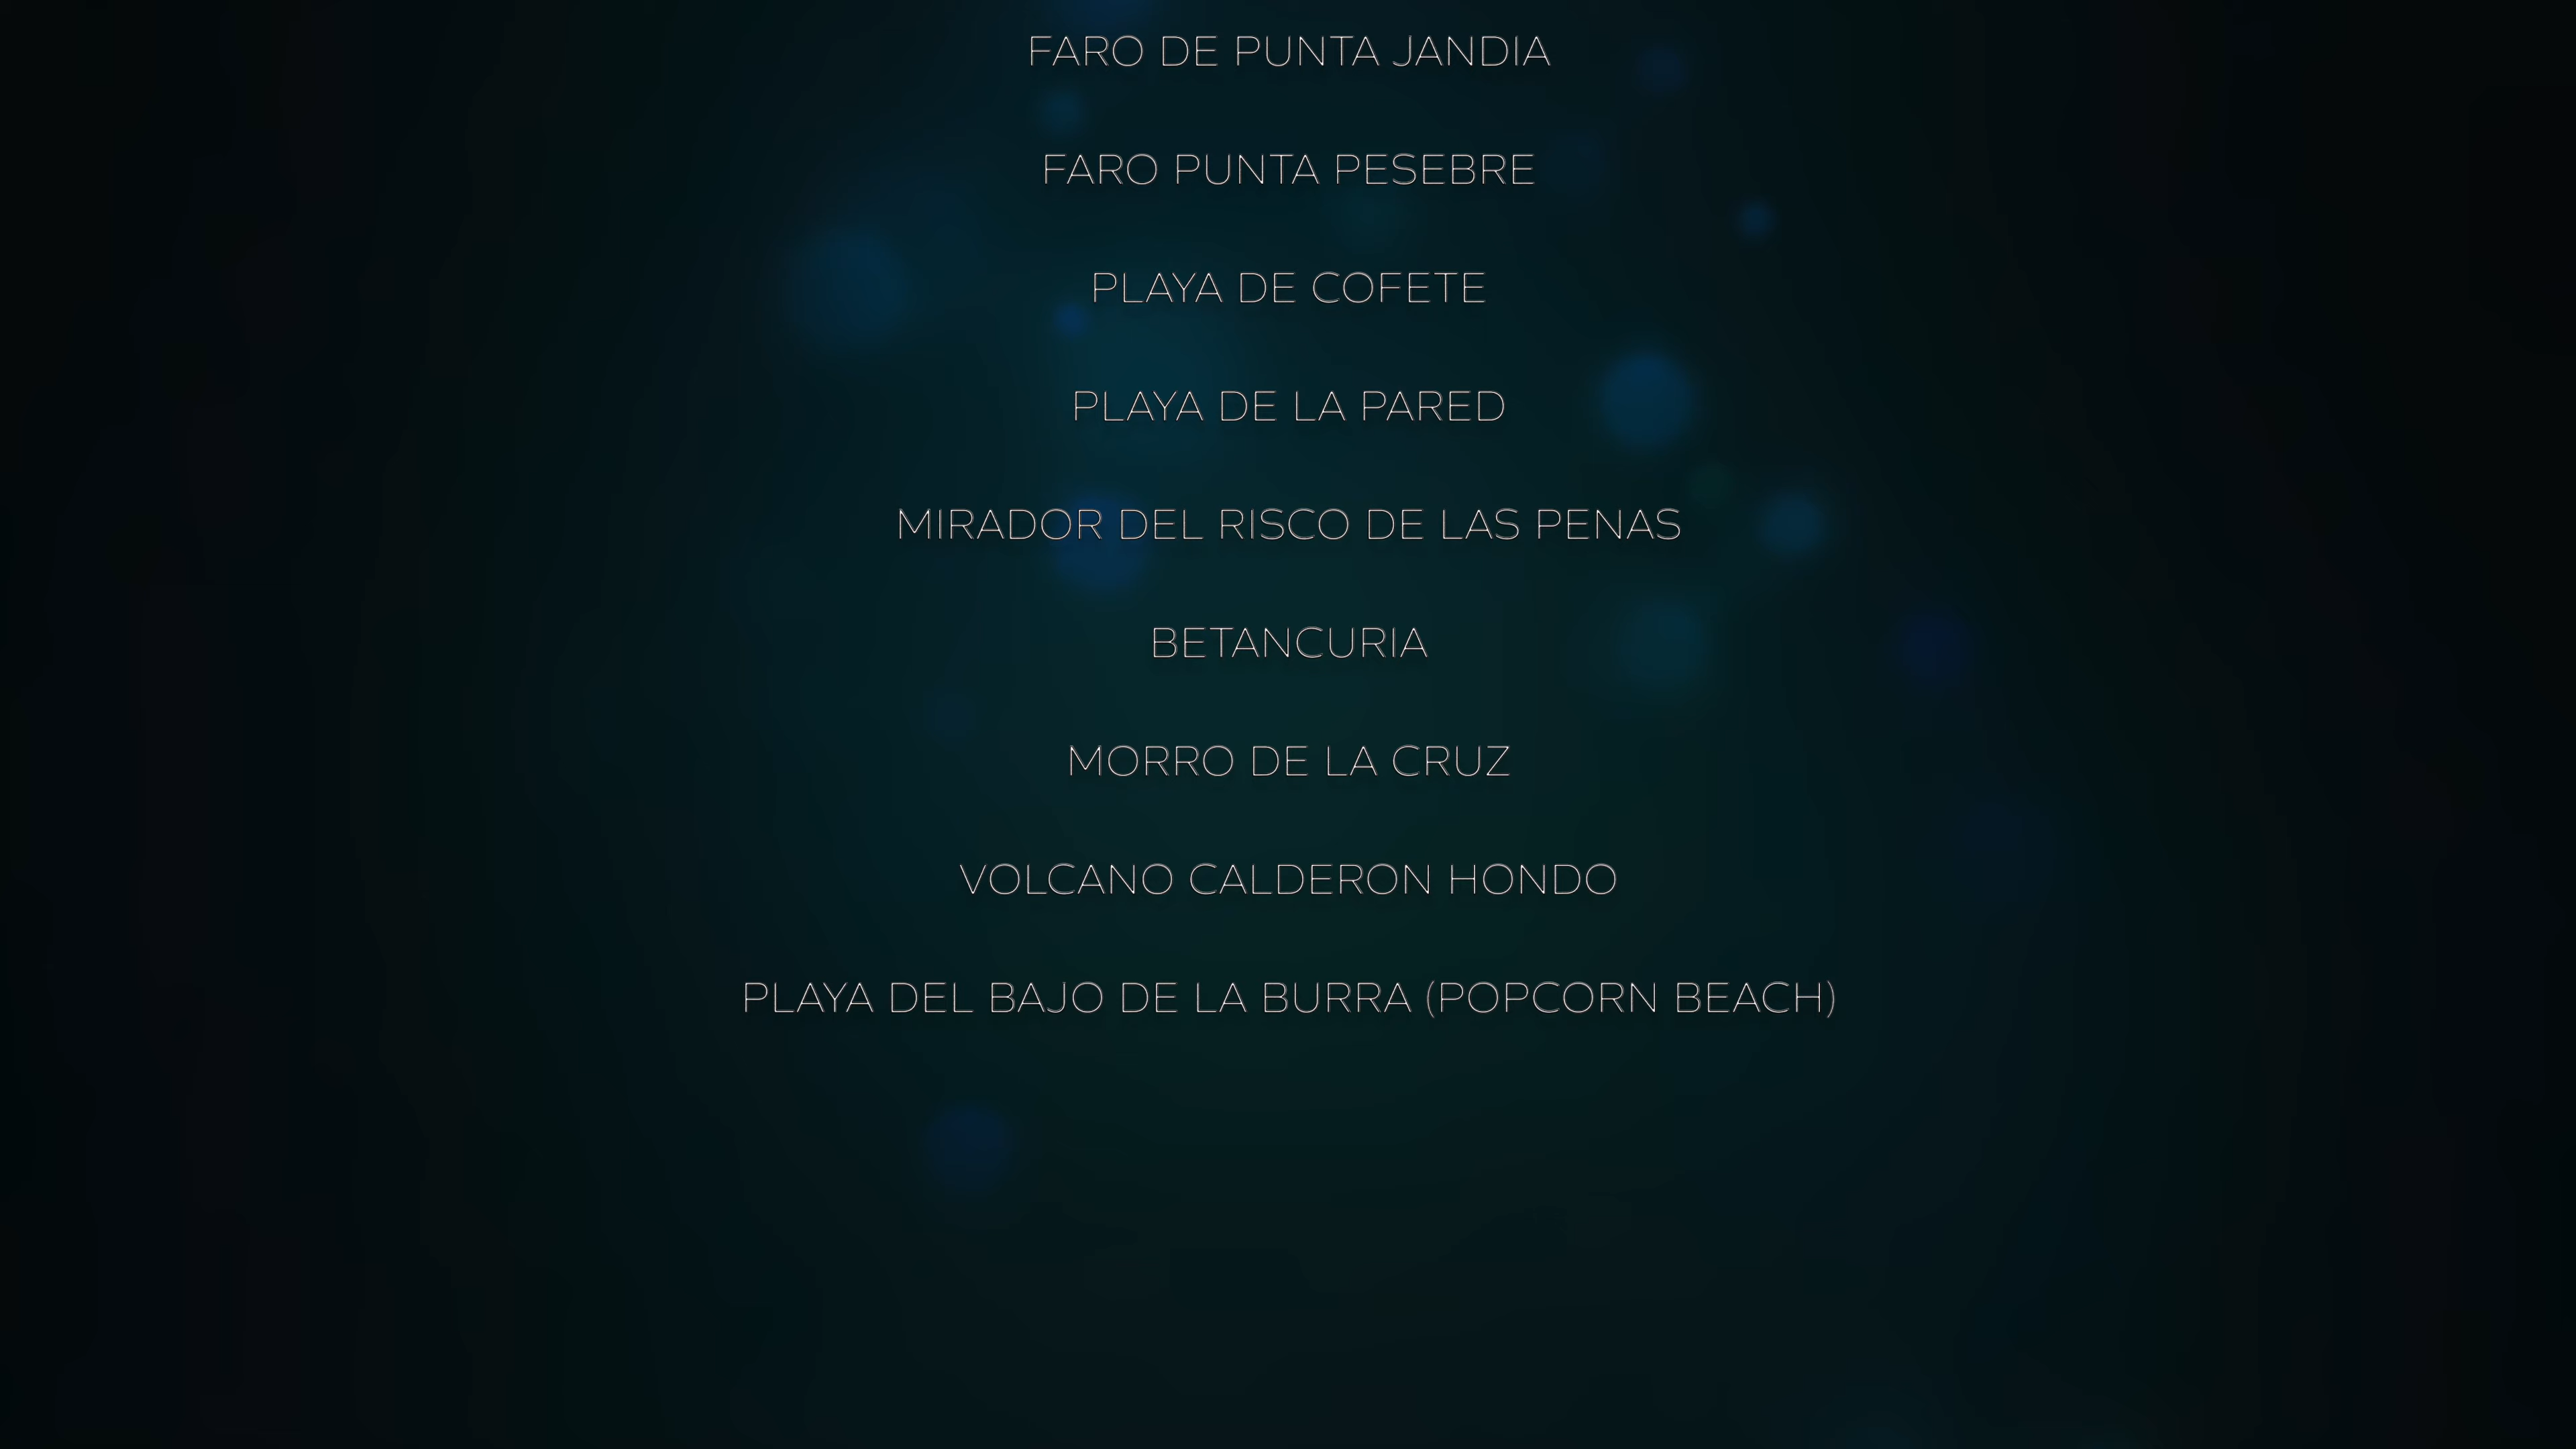 FARO DE PUNTA JANDIA
FARO PUNTA PESEBRE
PLAYA DE COFETE
PLAYA DE LA PARED
MIRADOR DEL RISCO DE LAS PENAS
BETANCURIA
MORRO DE LA CRUZ
VOLCANO CALDERON HONDO
PLAYA DEL BAJO DE LA BURRA (POPCORN BEACH)